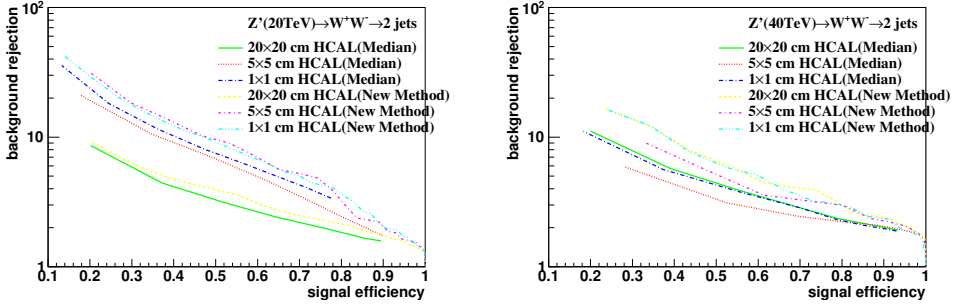 Z'(20TeV)→W⁺W⁻→2 jets
20×20 cm HCAL(Median)
5×5 cm HCAL(Median)
1×1 cm HCAL(Median)
20×20 cm HCAL(New Method)
5×5 cm HCAL(New Method)
1×1 cm HCAL(New Method)
background rejection
10²
10
1
0.1 0.2 0.3 0.4 0.5 0.6 0.7 0.8 0.9 1
signal efficiency
Z'(40TeV)→W⁺W⁻→2 jets
20×20 cm HCAL(Median)
5×5 cm HCAL(Median)
1×1 cm HCAL(Median)
20×20 cm HCAL(New Method)
5×5 cm HCAL(New Method)
1×1 cm HCAL(New Method)
background rejection
10²
10
1
0.1 0.2 0.3 0.4 0.5 0.6 0.7 0.8 0.9 1
signal efficiency